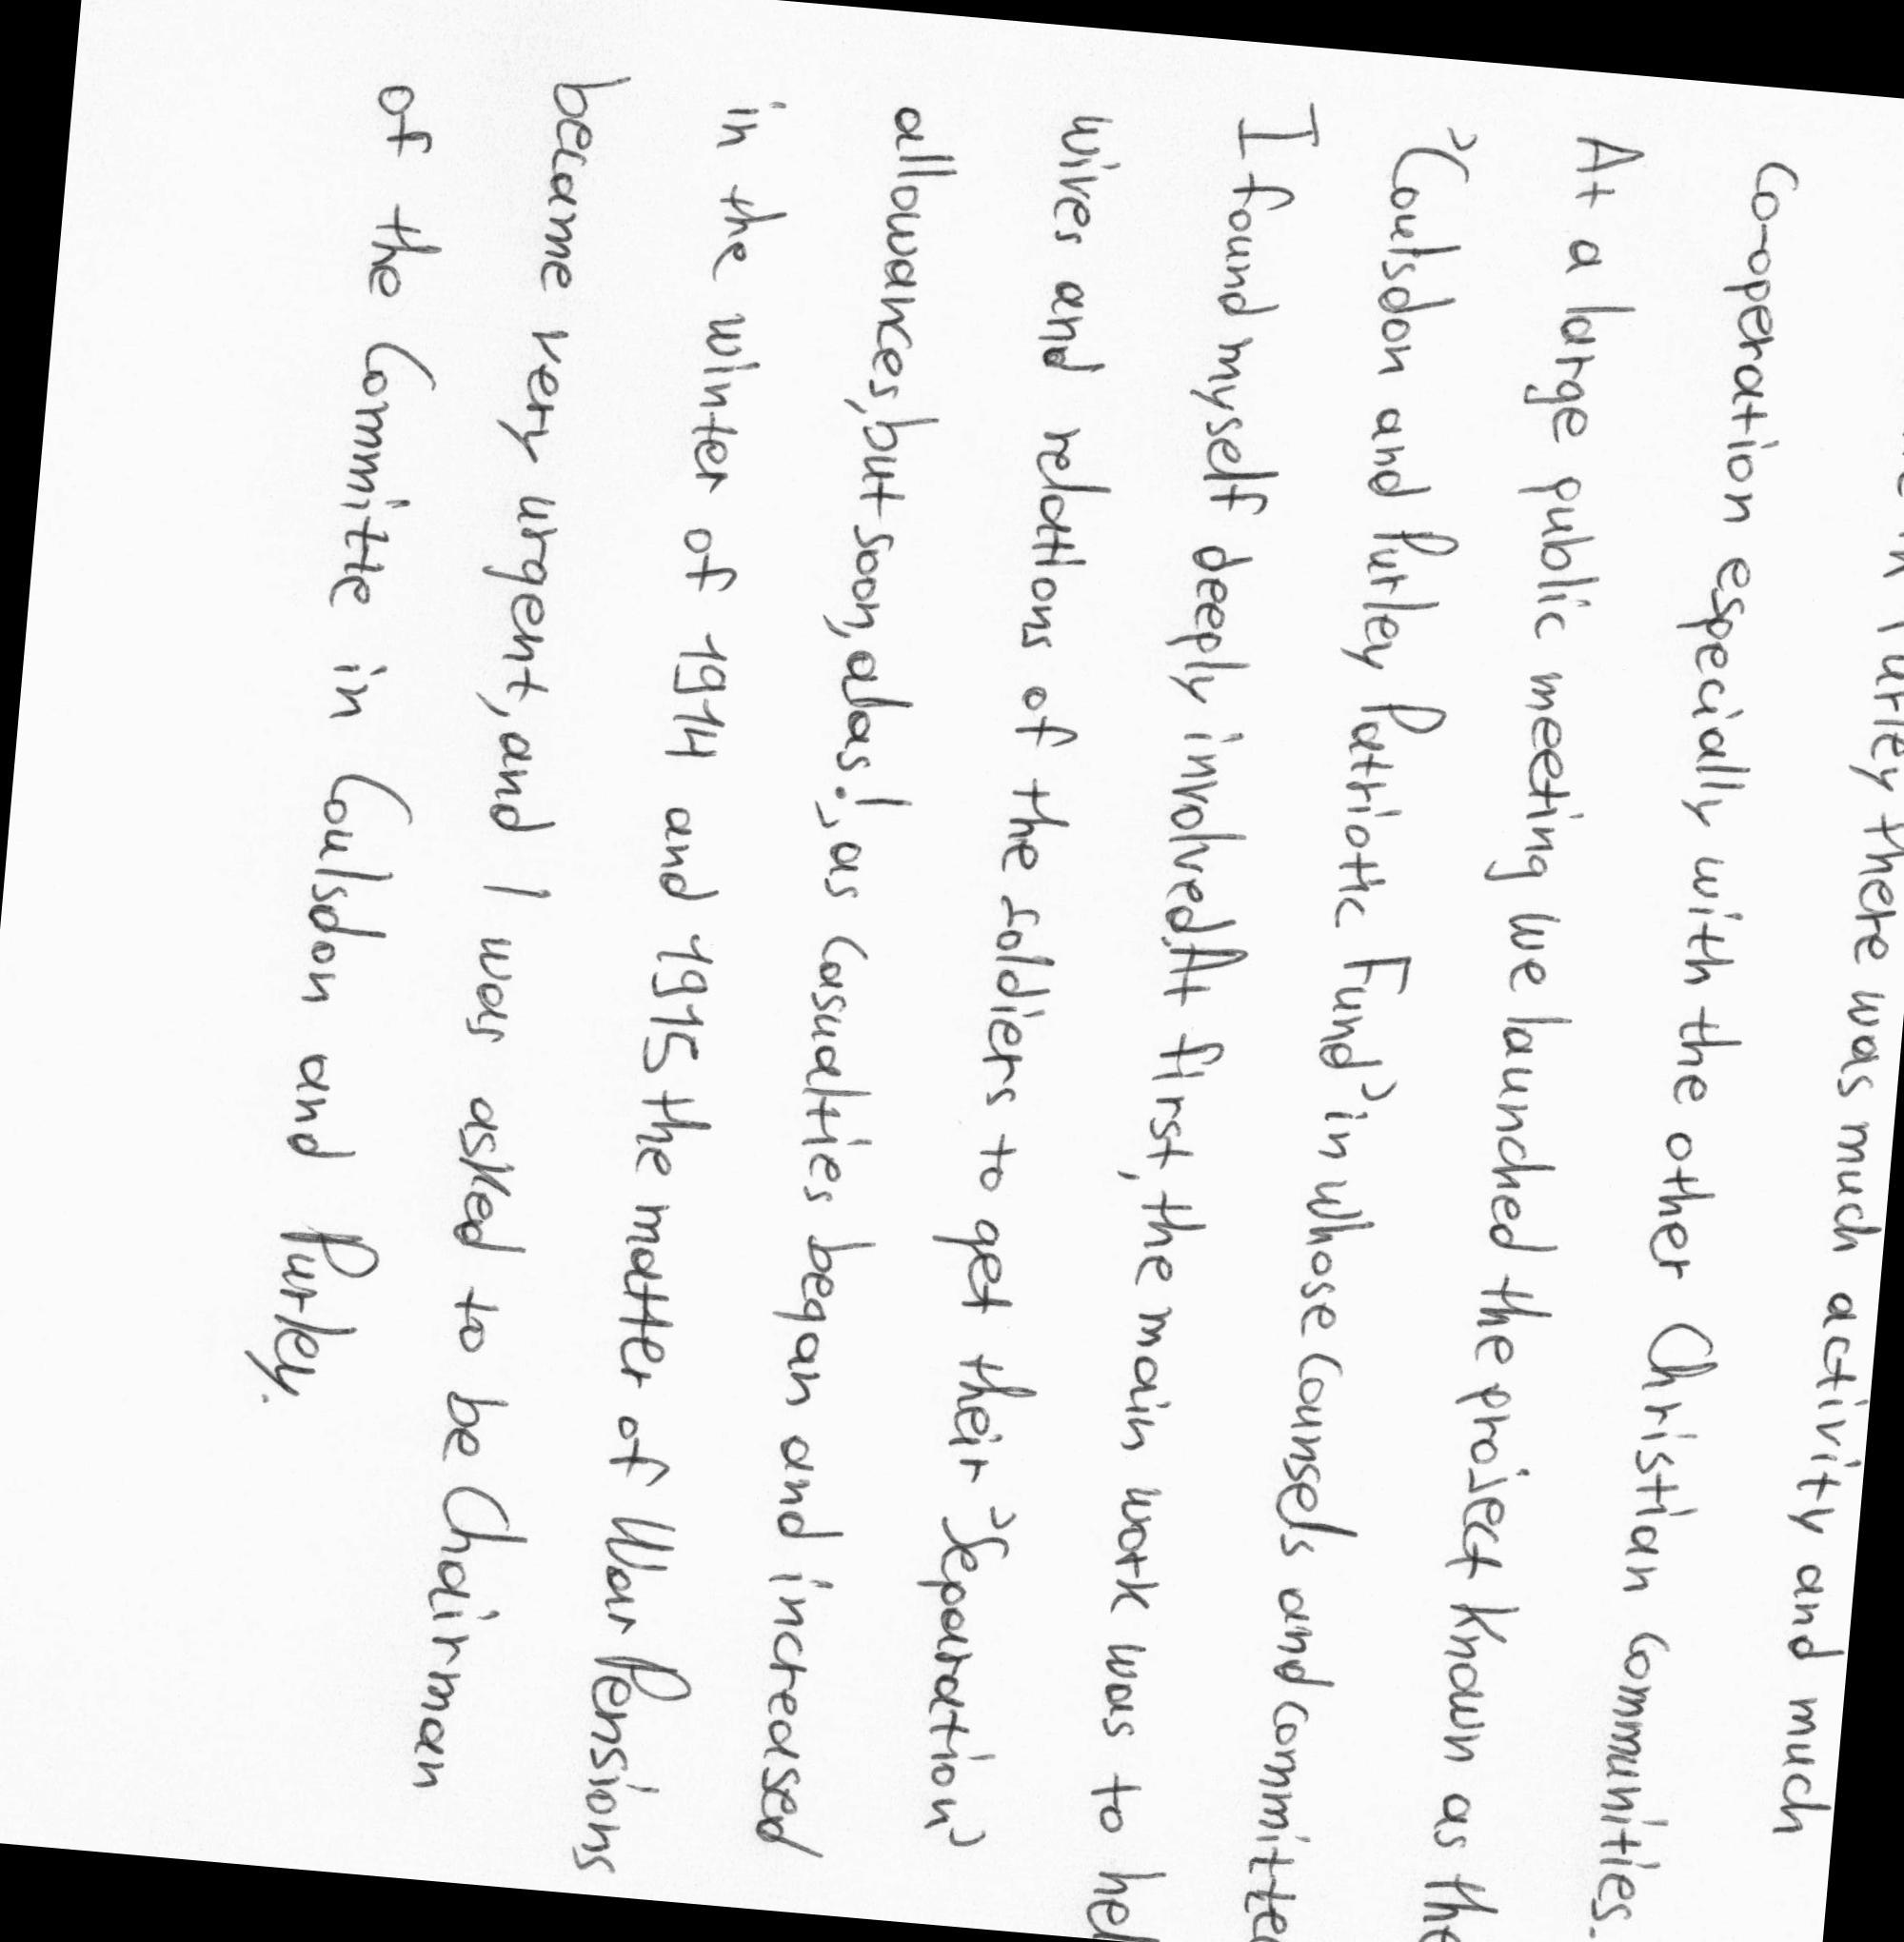 in Purley there was much activity and much
co-operation especially with the other Christian communities.
At a large public meeting we launched the project known as the
'Coulsdon and Purley Patriotic Fund' in whose counsels and
I found myself deeply involved. At first, the main work was to
wives and relations of the soldiers to get their 'Separation'
allowances, but soon, alas!, as casualties began and increased
in the winter of 1914 and 1915 the matter of War Pensions
became very urgent, and I was asked to be Chairman
of the Committe in Coulsdon and Purley.